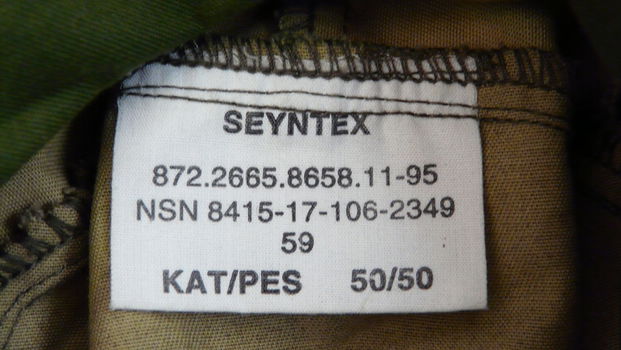 SEYNTEX
872.2665.8658.11-95
NSN 8415-17-106-2349
59
KAT/PES 50/50